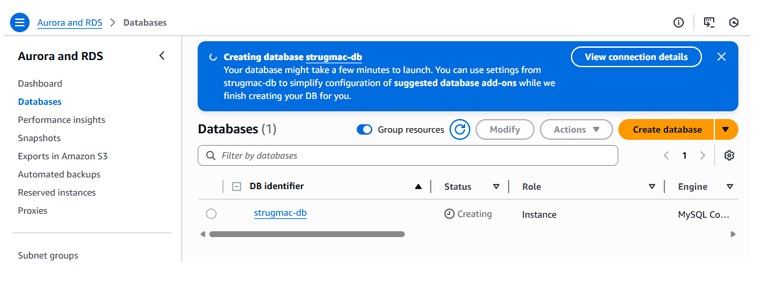 Aurora and RDS > Databases
Aurora and RDS
Dashboard
Databases
Performance insights
Snapshots
Exports in Amazon S3
Automated backups
Reserved instances
Proxies
Subnet groups
Creating database strugmac-db
Your database might take a few minutes to launch. You can use settings from
strugmac-db to simplify configuration of suggested database add-ons while we
finish creating your DB for you.
View connection details
Databases (1)
Group resources
Modify
Actions
Create database
Filter by databases
1
DB identifier Status Role Engine
strugmac-db Creating Instance MySQL Co...